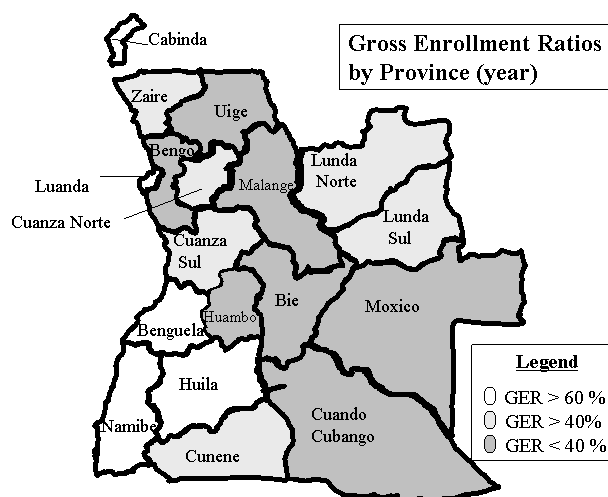 Cabinda
Gross Enrollment Ratios
by Province (year)
Zaire
Uige
Bengo
Lunda
Norte
Luanda
Malange
Cuanza Norte
Lunda
Sul
Cuanza
Sul
Bie
Moxico
Huambo
Benguela
Legend
Huila
GER > 60 %
GER > 40%
GER < 40 %
Cuando
Cubango
Namibe
Cunene